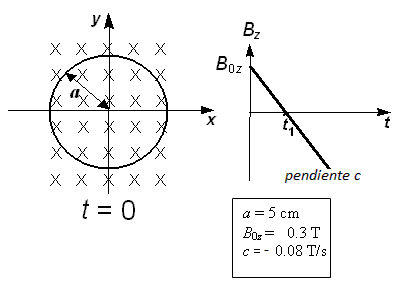 y
X X X X X
X X X X X
X X X X X
a
x
X X X X X
X X X X X
X X X X X
t = 0
B_z
B_0z
t_1
t
pendiente c
a = 5 cm
B_0z = 0.3 T
c = - 0.08 T/s